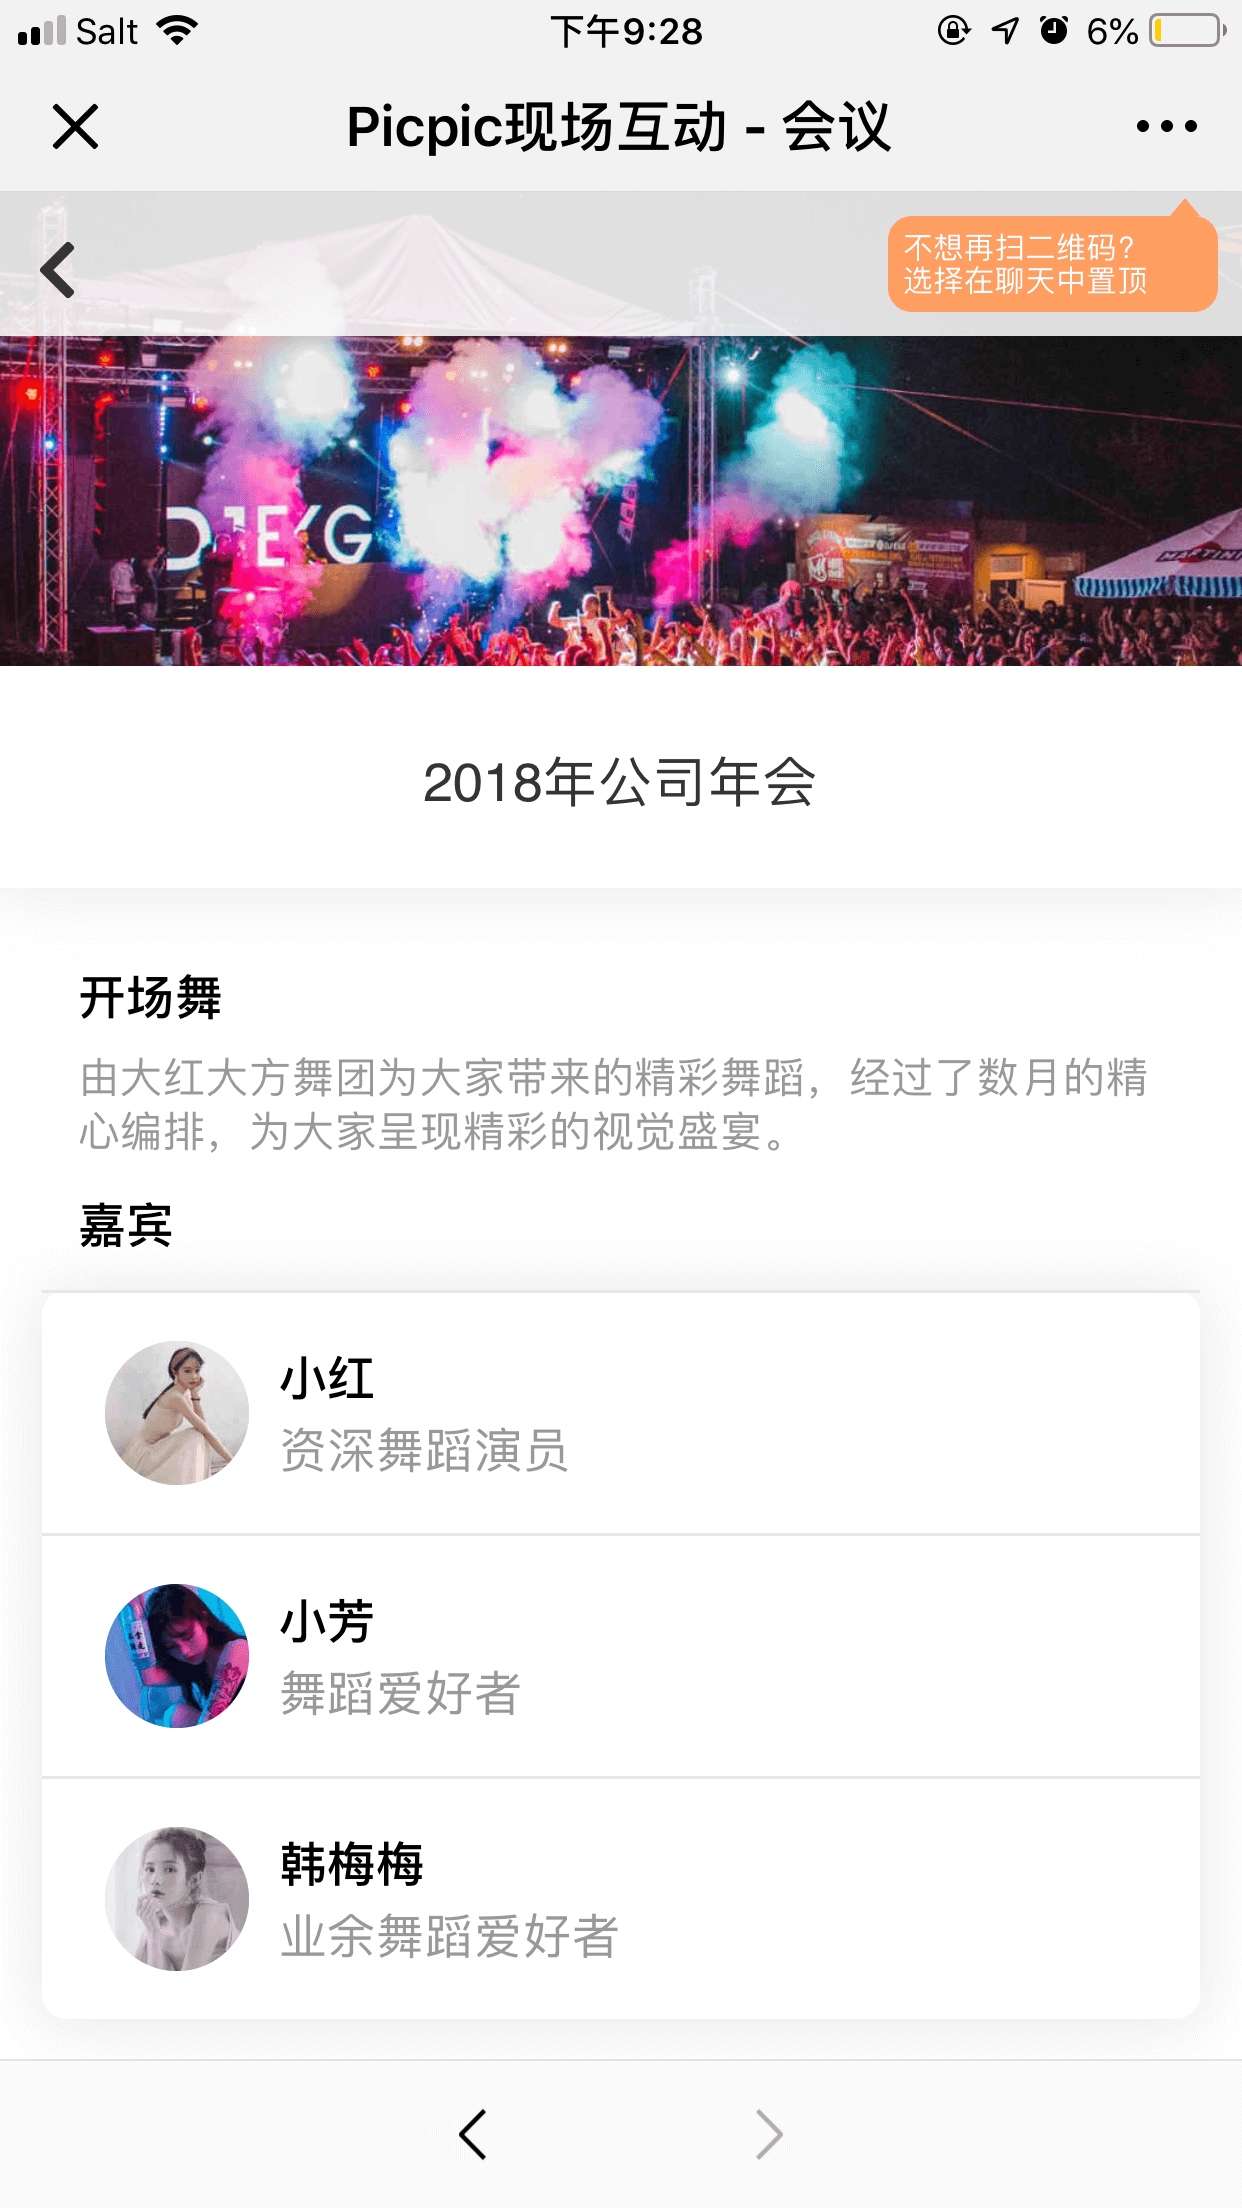 Salt 下午9:28 6%
Picpic现场互动 - 会议
不想再扫二维码?
选择在聊天中置顶
2018年公司年会
开场舞
由大红大方舞团为大家带来的精彩舞蹈，经过了数月的精
心编排，为大家呈现精彩的视觉盛宴。
嘉宾
小红
资深舞蹈演员
小芳
舞蹈爱好者
韩梅梅
业余舞蹈爱好者